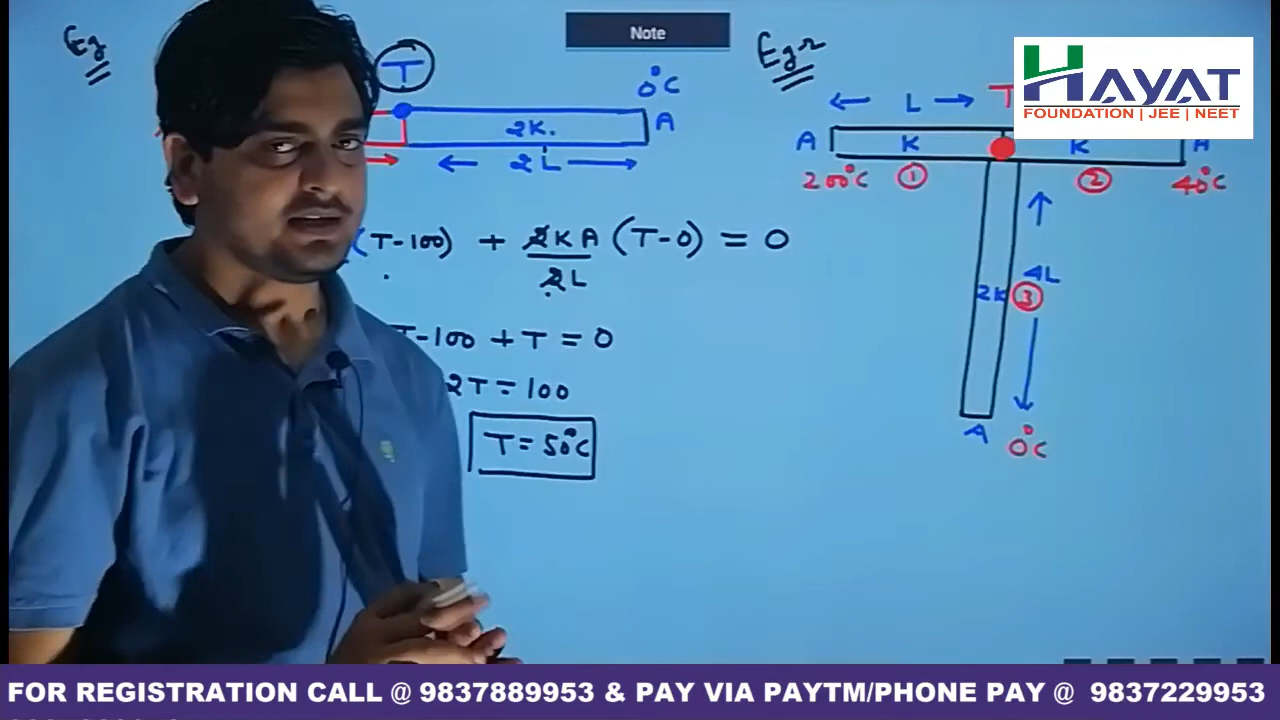 Eg
T
0°C
2K.
A
2L
(T-100) + 2KA/2L (T-0) = 0
T-100 + T = 0
2T = 100
T = 50°C
Note
Eg-2
HAYAT
FOUNDATION | JEE | NEET
L
T
A
K
K
A
200°C
①
②
40°C
4L
2K
③
A
0°C
FOR REGISTRATION CALL @ 9837889953 & PAY VIA PAYTM/PHONE PAY @ 9837229953